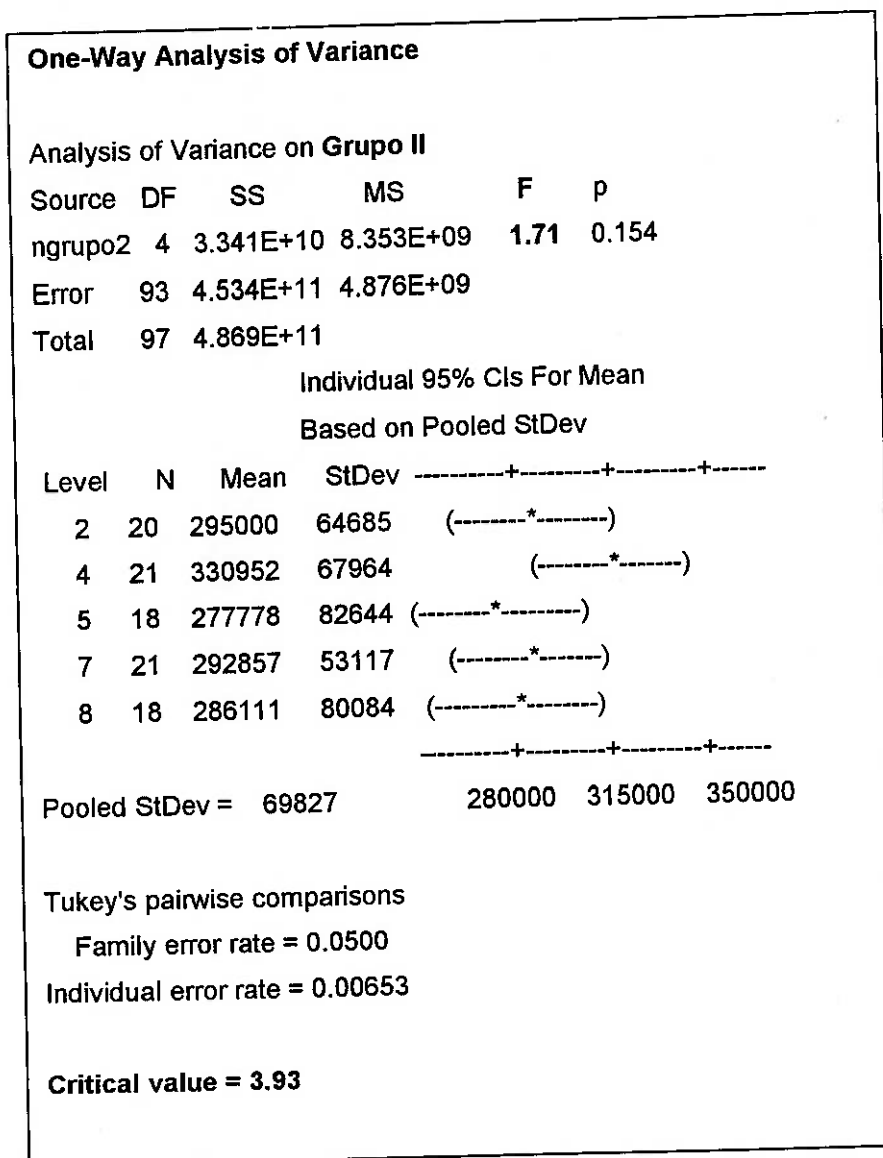 One-Way Analysis of Variance
Analysis of Variance on Grupo II
Source DF SS MS F p
ngrupo2 4 3.341E+10 8.353E+09 1.71 0.154
Error 93 4.534E+11 4.876E+09
Total 97 4.869E+11
Individual 95% CIs For Mean
Based on Pooled StDev
Level N Mean StDev ----------+---------+---------+------
2 20 295000 64685 (--------*---------)
4 21 330952 67964 (---------*-------)
5 18 277778 82644 (--------*----------)
7 21 292857 53117 (--------*-------)
8 18 286111 80084 (---------*--------)
----------+---------+---------+------
Pooled StDev = 69827 280000 315000 350000
Tukey's pairwise comparisons
Family error rate = 0.0500
Individual error rate = 0.00653
Critical value = 3.93